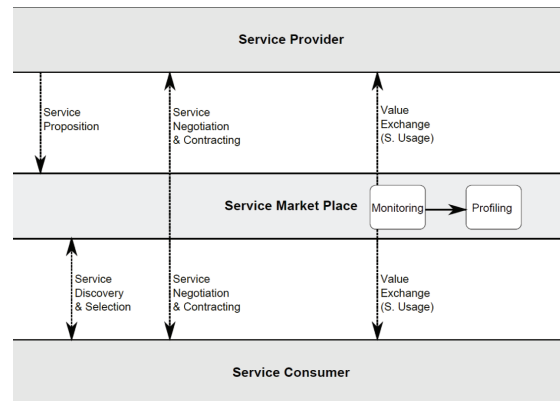 Service Provider
Service
Proposition
Service
Negotiation
& Contracting
Value
Exchange
(S. Usage)
Service Market Place
Monitoring
Profiling
Service
Discovery
& Selection
Service
Negotiation
& Contracting
Value
Exchange
(S. Usage)
Service Consumer